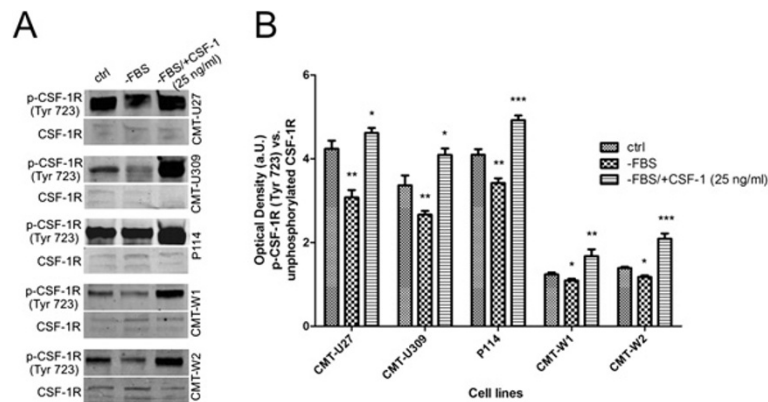 A
ctrl
-FBS
-FBS/+CSF-1
(25 ng/ml)
p-CSF-1R
(Tyr 723)
CSF-1R
CMT-U27
p-CSF-1R
(Tyr 723)
CSF-1R
CMT-U309
p-CSF-1R
(Tyr 723)
CSF-1R
P114
p-CSF-1R
(Tyr 723)
CSF-1R
CMT-W1
p-CSF-1R
(Tyr 723)
CSF-1R
CMT-W2
B
Optical Density (a.u.)
p-CSF-1R (Tyr 723) vs.
unphosphorylated CSF-1R
6
4
2
0
**
*
**
*
**
***
*
**
*
***
CMT-U27
CMT-U309
P114
CMT-W1
CMT-W2
Cell lines
ctrl
-FBS
-FBS/+CSF-1 (25 ng/ml)